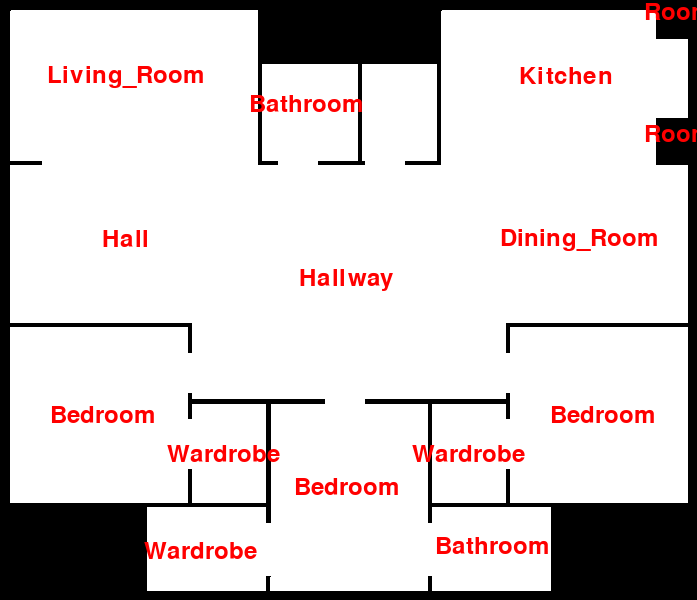 Room
Living_Room
Kitchen
Bathroom
Room
Hall
Dining_Room
Hallway
Bedroom
Bedroom
Wardrobe
Wardrobe
Bedroom
Wardrobe
Bathroom